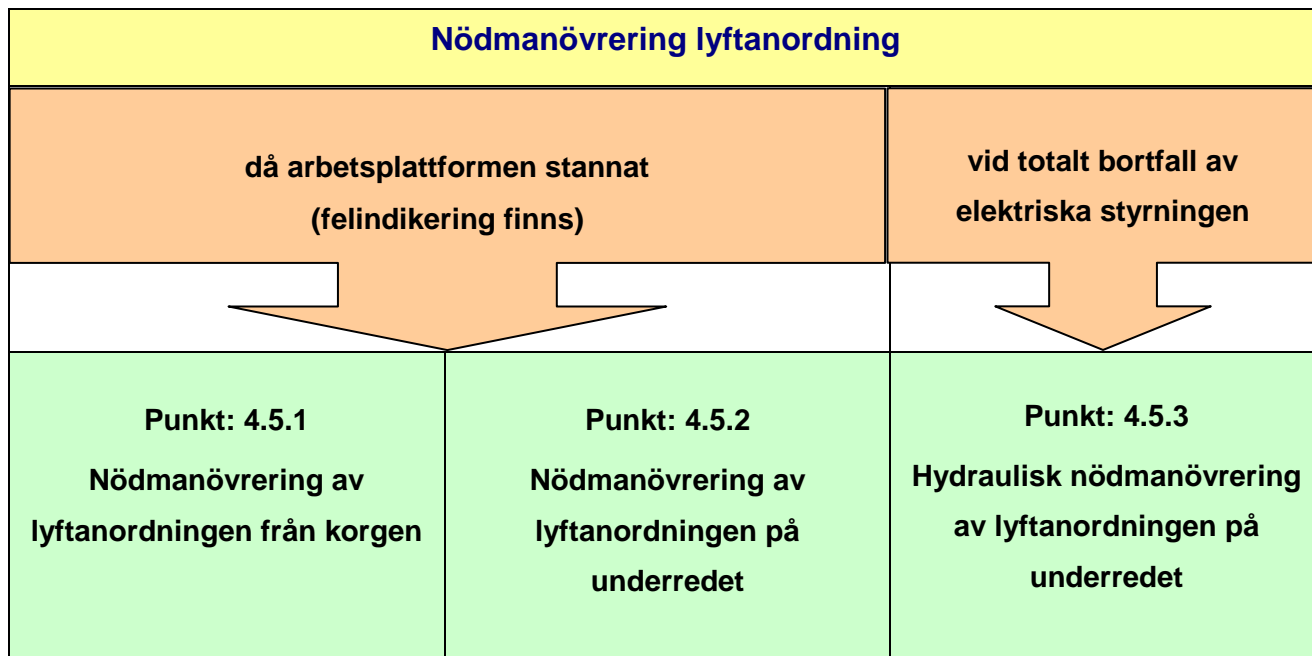 Nödmanövrering lyftanordning
då arbetsplattformen stannat
(felindikering finns)
vid totalt bortfall av
elektriska styrningen
Punkt: 4.5.1
Nödmanövrering av
lyftanordningen från korgen
Punkt: 4.5.2
Nödmanövrering av
lyftanordningen på
underredet
Punkt: 4.5.3
Hydraulisk nödmanövrering
av lyftanordningen på
underredet